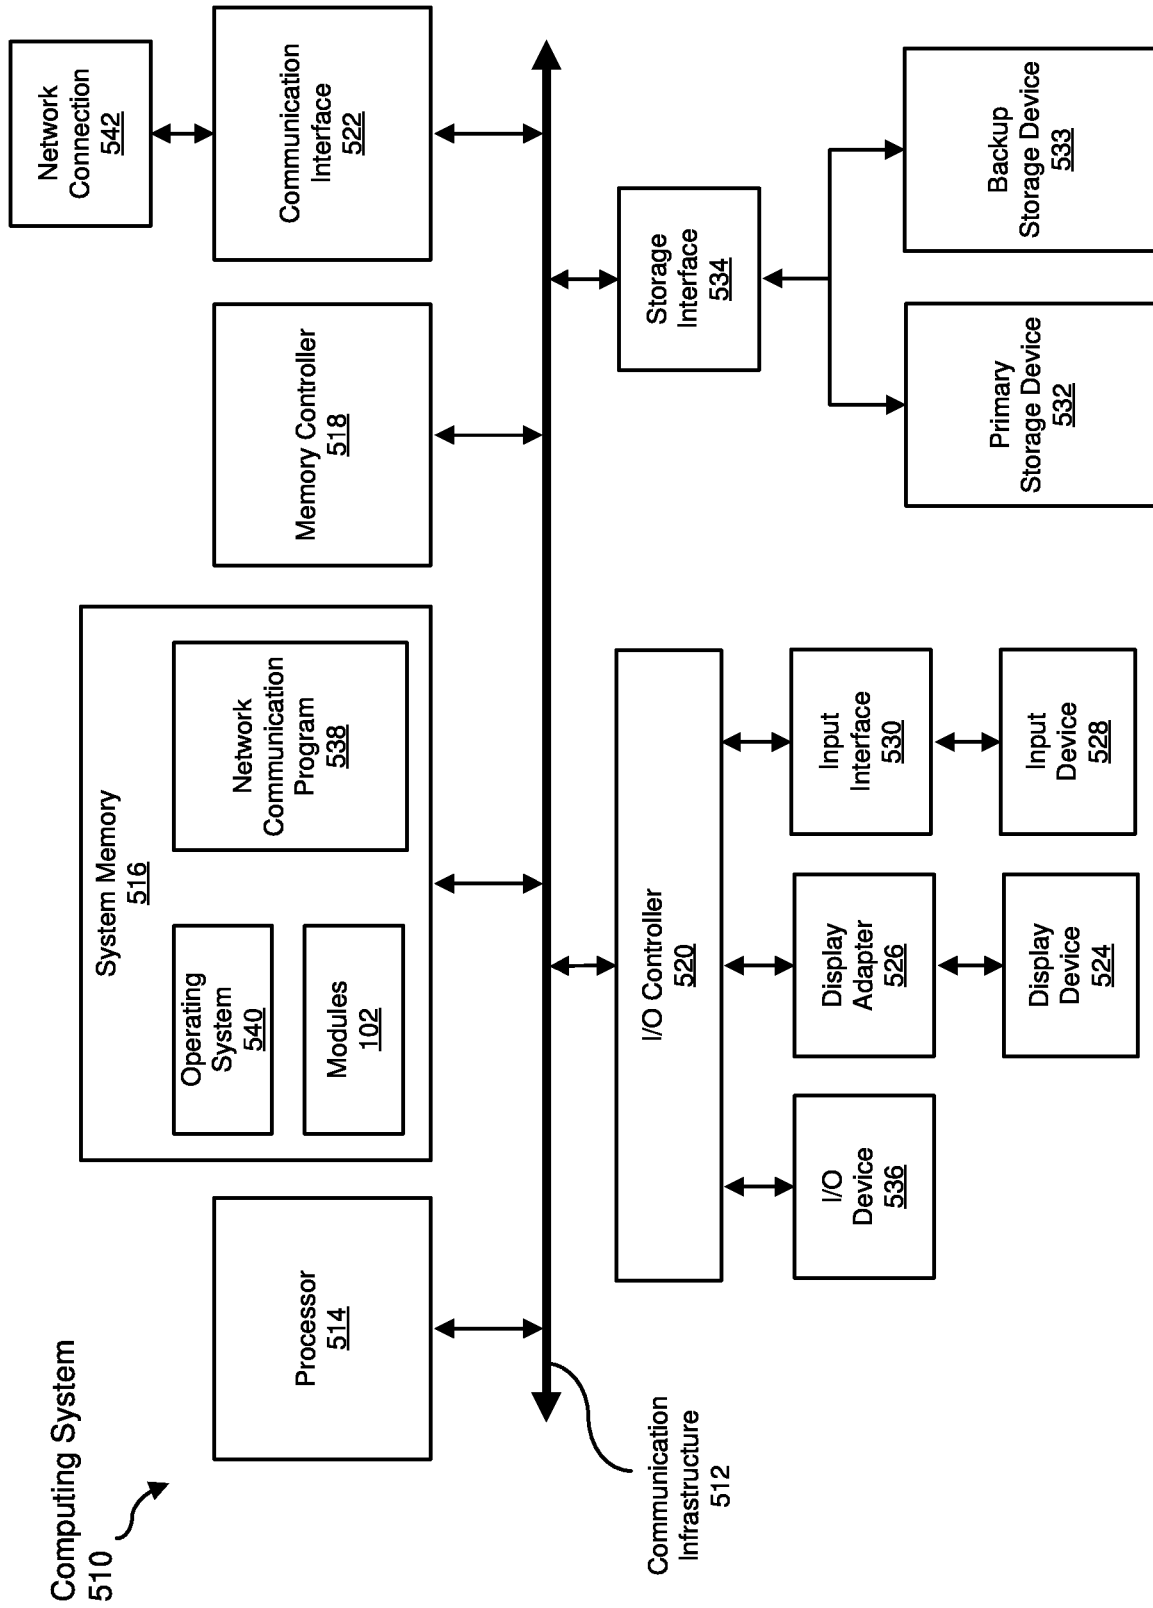 Computing System
510
Processor
514
System Memory
516
Operating
System
540
Modules
102
Network
Communication
Program
538
Memory Controller
518
Communication
Interface
522
Network
Connection
542
Communication
Infrastructure
512
I/O Controller
520
I/O
Device
536
Display
Adapter
526
Display
Device
524
Input
Interface
530
Input
Device
528
Storage
Interface
534
Primary
Storage Device
532
Backup
Storage Device
533